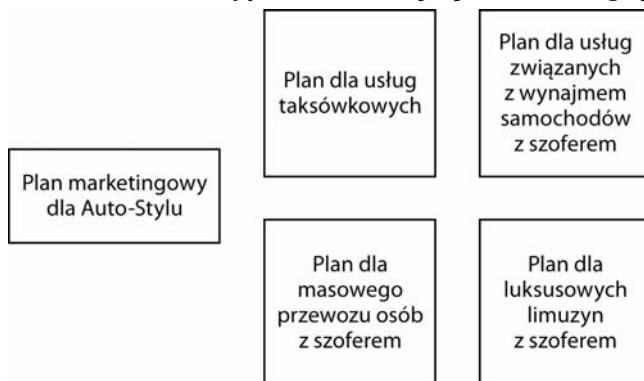 Plan dla usług
taksówkowych
Plan dla usług
związanych
z wynajmem
samochodów
z szoferem
Plan marketingowy
dla Auto-Stylu
Plan dla
masowego
przewozu osób
z szoferem
Plan dla
luksusowych
limuzyn
z szoferem